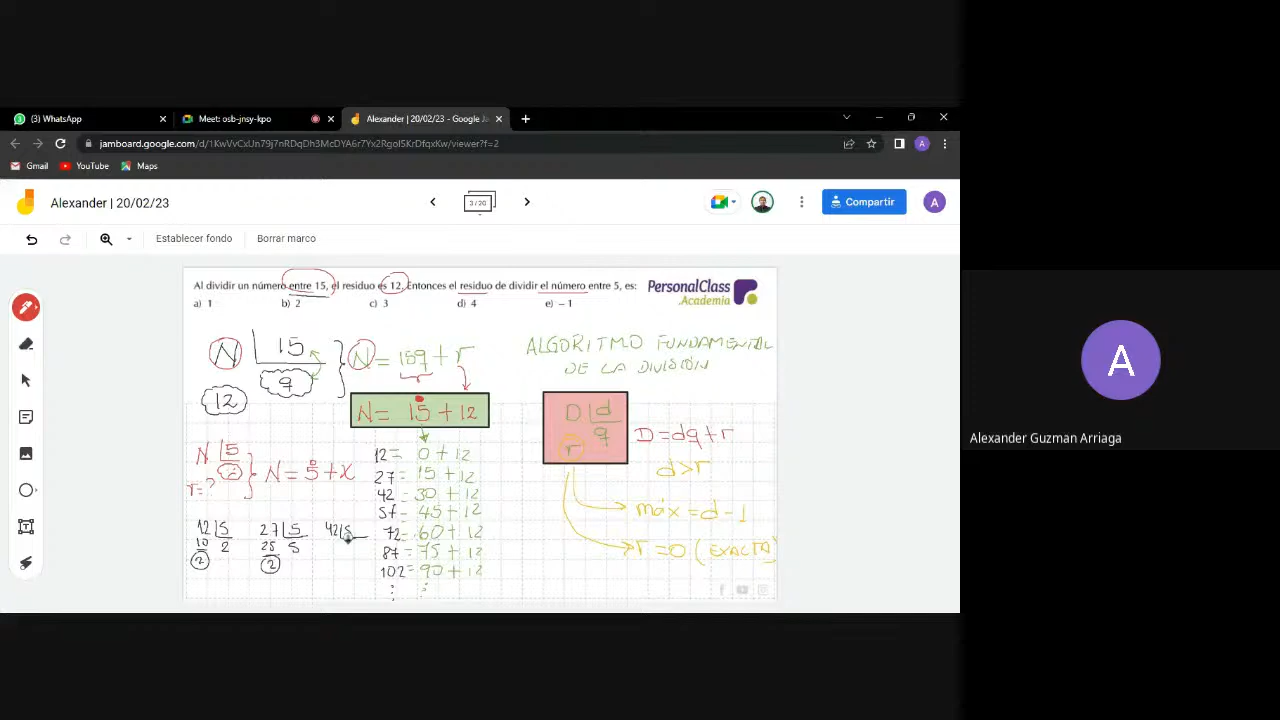 (3) WhatsApp
Meet: osb-jnsy-kpo
Alexander | 20/02/23 - Google Ja
jamboard.google.com/d/1KwVvCxUn79j7nRDqDh3McDYA6r7Yx2RgoISKrDfqxKw/viewer?f=2
Gmail YouTube Maps
Alexander | 20/02/23
3 / 20
Compartir
A
Establecer fondo
Borrar marco
Al dividir un número entre 15, el residuo es 12. Entonces el residuo de dividir el número entre 5, es:
a) 1 b) 2 c) 3 d) 4 e) – 1
PersonalClass
.Academia
N 15
q
12
N = 15q + r
N = 15 + 12
ALGORITMO FUNDAMENTAL
DE LA DIVISIÓN
D d
q
r
D = dq + r
d > r
máx = d - 1
r = 0 (EXACTA)
N 5
r = ?
N = 5 + x
12 = 0 + 12
27 = 15 + 12
42 = 30 + 12
57 = 45 + 12
72 = 60 + 12
87 = 75 + 12
102 = 90 + 12
⋮ ⋮
12 5
10 2
2
27 5
25 5
2
42 5
A
Alexander Guzman Arriaga